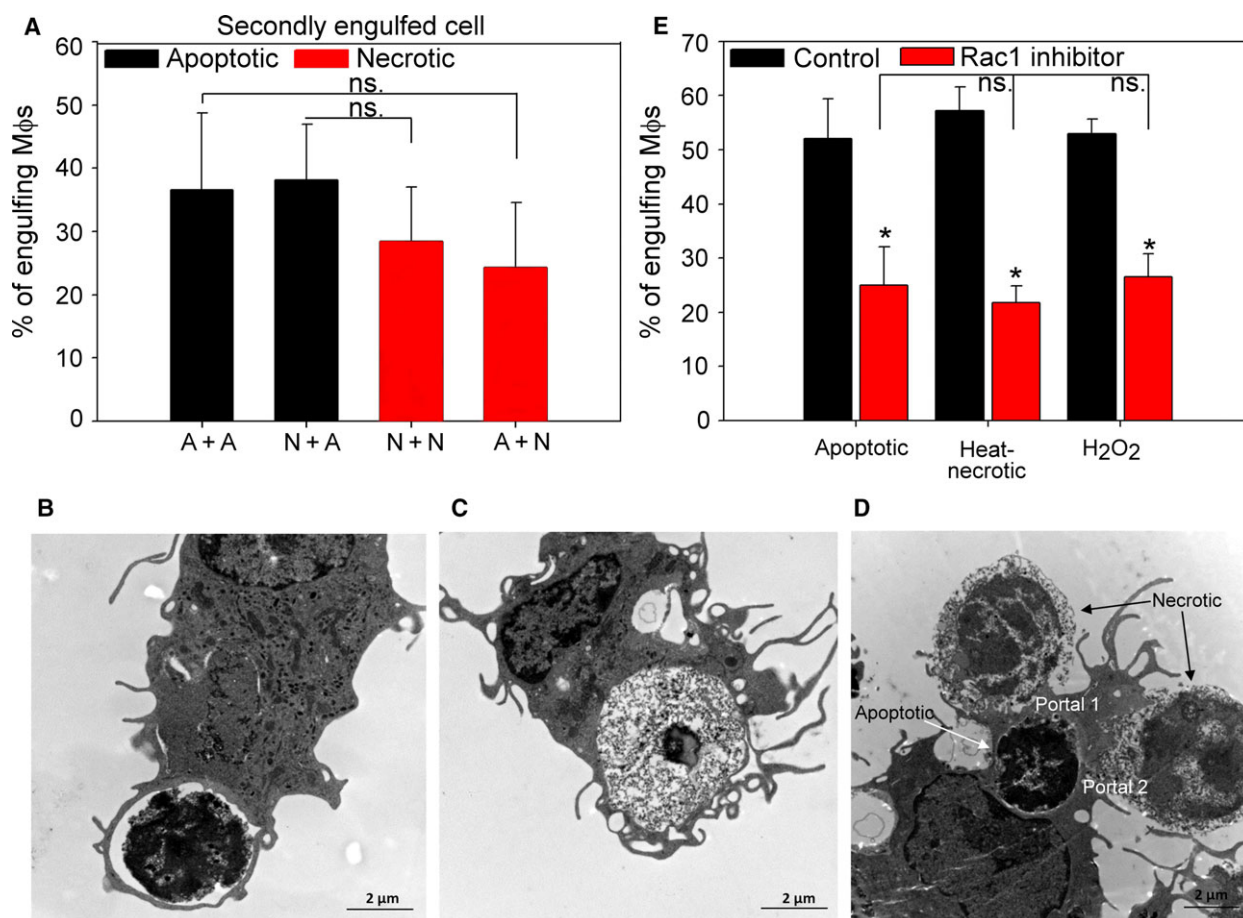 A
Secondly engulfed cell
Apoptotic Necrotic
ns.
ns.
% of engulfing Mϕs
60
50
40
30
20
10
0
A + A N + A N + N A + N
E
Control Rac1 inhibitor
ns. ns.
% of engulfing Mϕs
70
60
50
40
30
20
10
0
* * *
Apoptotic Heat-necrotic H2O2
B
2 µm
C
2 µm
D
Necrotic
Portal 1
Apoptotic
Portal 2
2 µm